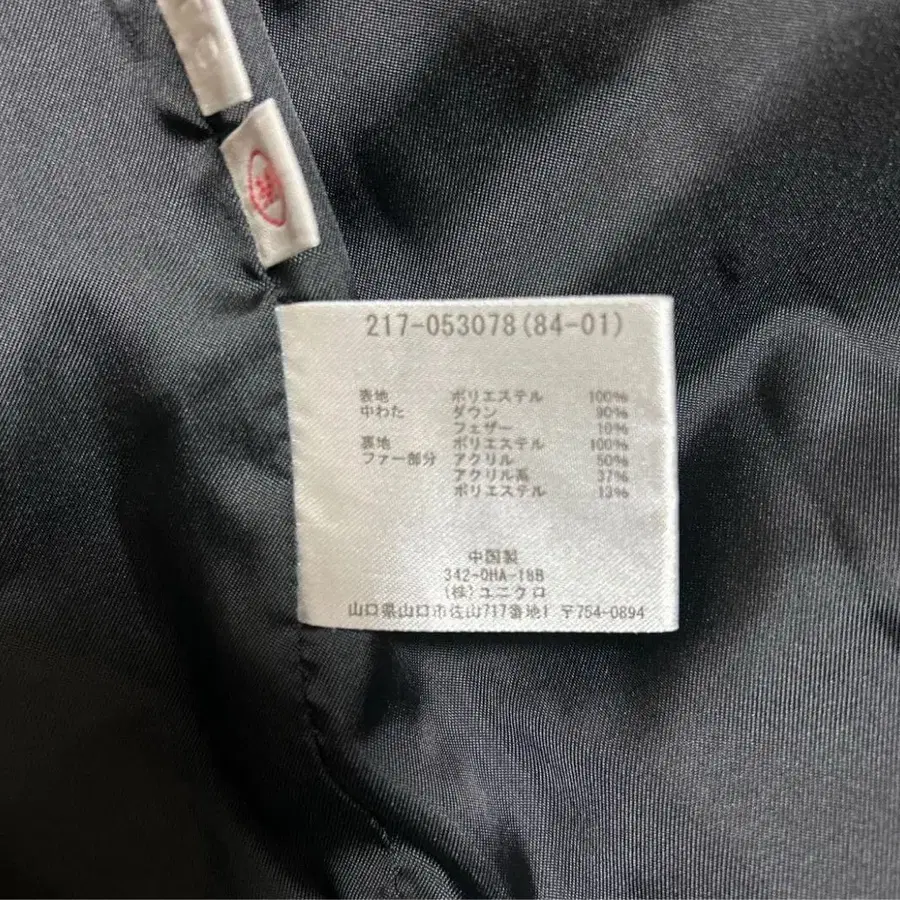 217-053078(84-01)
表地 ポリエステル 100%
中わた ダウン 90%
フェザー 10%
裏地 ポリエステル 100%
ファー部分 アクリル 50%
アクリル系 37%
ポリエステル 13%
中国製
342-OHA-18B
(株)ユニクロ
山口県山口市佐山717番地1 〒754-0894